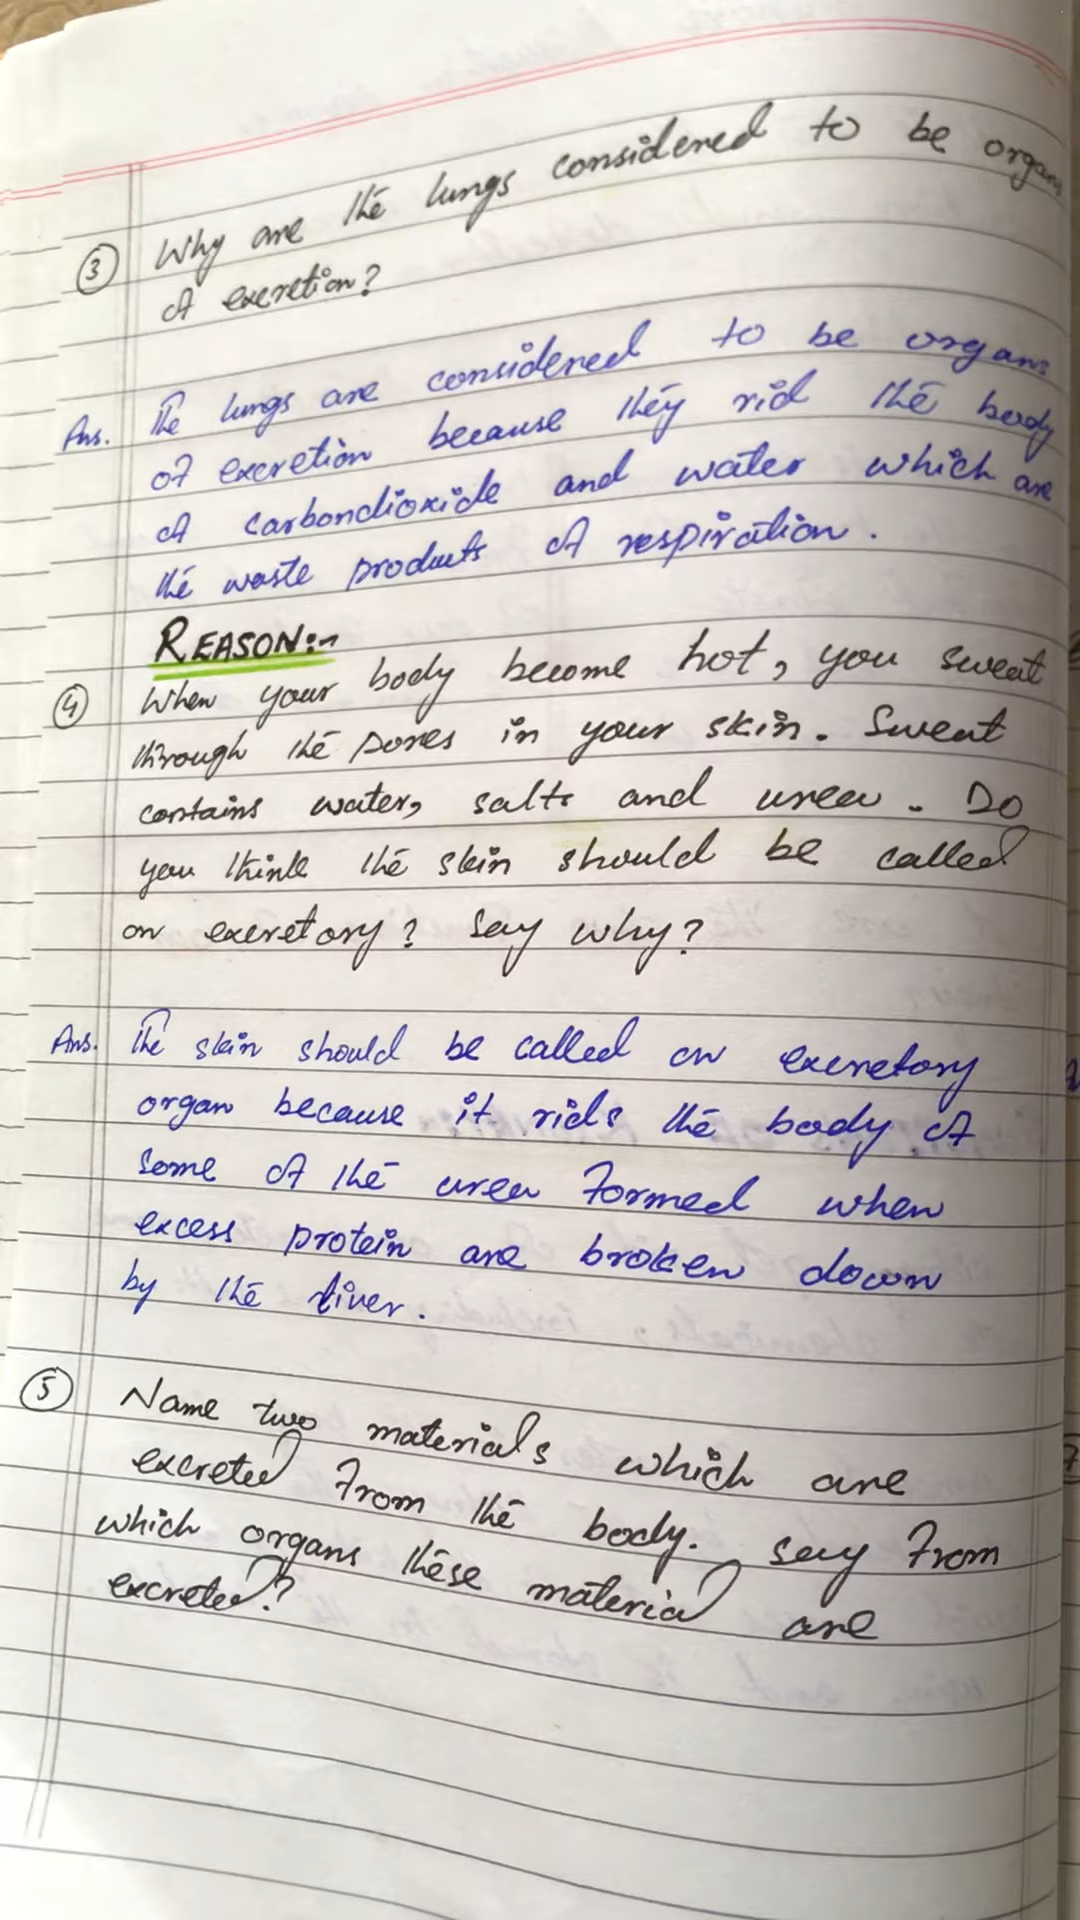 ③ Why are the lungs considered to be organs
of excretion?
Ans. The lungs are considered to be organs
of excretion because they rid the body
of carbondioxide and water which are
the waste products of respiration.
REASON:-
④ When your body become hot, you sweat
through the pores in your skin. Sweat
contains water, salts and urea. Do
you think the skin should be called
an excretory? Say why?
Ans. The skin should be called an excretory
organ because it rids the body of
some of the urea formed when
excess protein are broken down
by the liver.
⑤ Name two materials which are
excreted from the body. say from
which organs these material are
excreted?